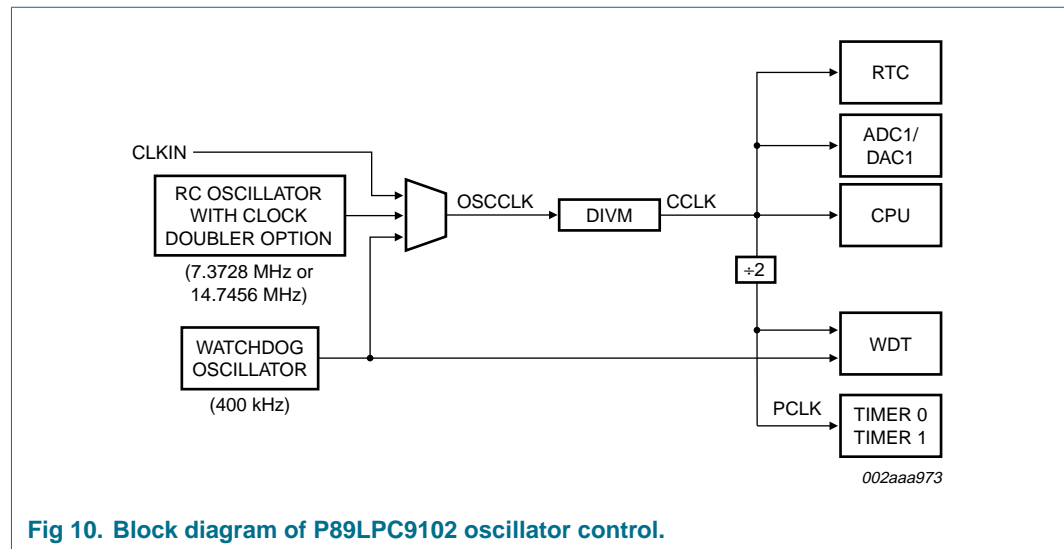 RTC
ADC1/
DAC1
CLKIN
RC OSCILLATOR
WITH CLOCK
DOUBLER OPTION
OSCCLK
DIVM
CCLK
CPU
(7.3728 MHz or
14.7456 MHz)
÷2
WATCHDOG
OSCILLATOR
WDT
(400 kHz)
PCLK
TIMER 0
TIMER 1
002aaa973
Fig 10. Block diagram of P89LPC9102 oscillator control.